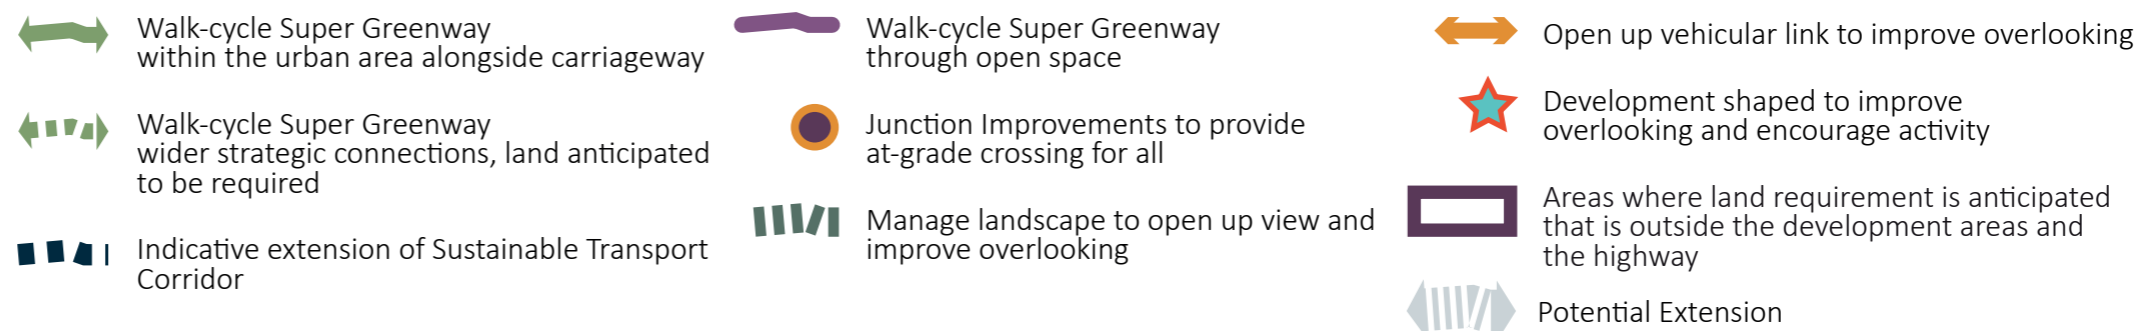 Walk-cycle Super Greenway
within the urban area alongside carriageway
Walk-cycle Super Greenway
wider strategic connections, land anticipated
to be required
Indicative extension of Sustainable Transport
Corridor
Walk-cycle Super Greenway
through open space
Junction Improvements to provide
at-grade crossing for all
Manage landscape to open up view and
improve overlooking
Open up vehicular link to improve overlooking
Development shaped to improve
overlooking and encourage activity
Areas where land requirement is anticipated
that is outside the development areas and
the highway
Potential Extension